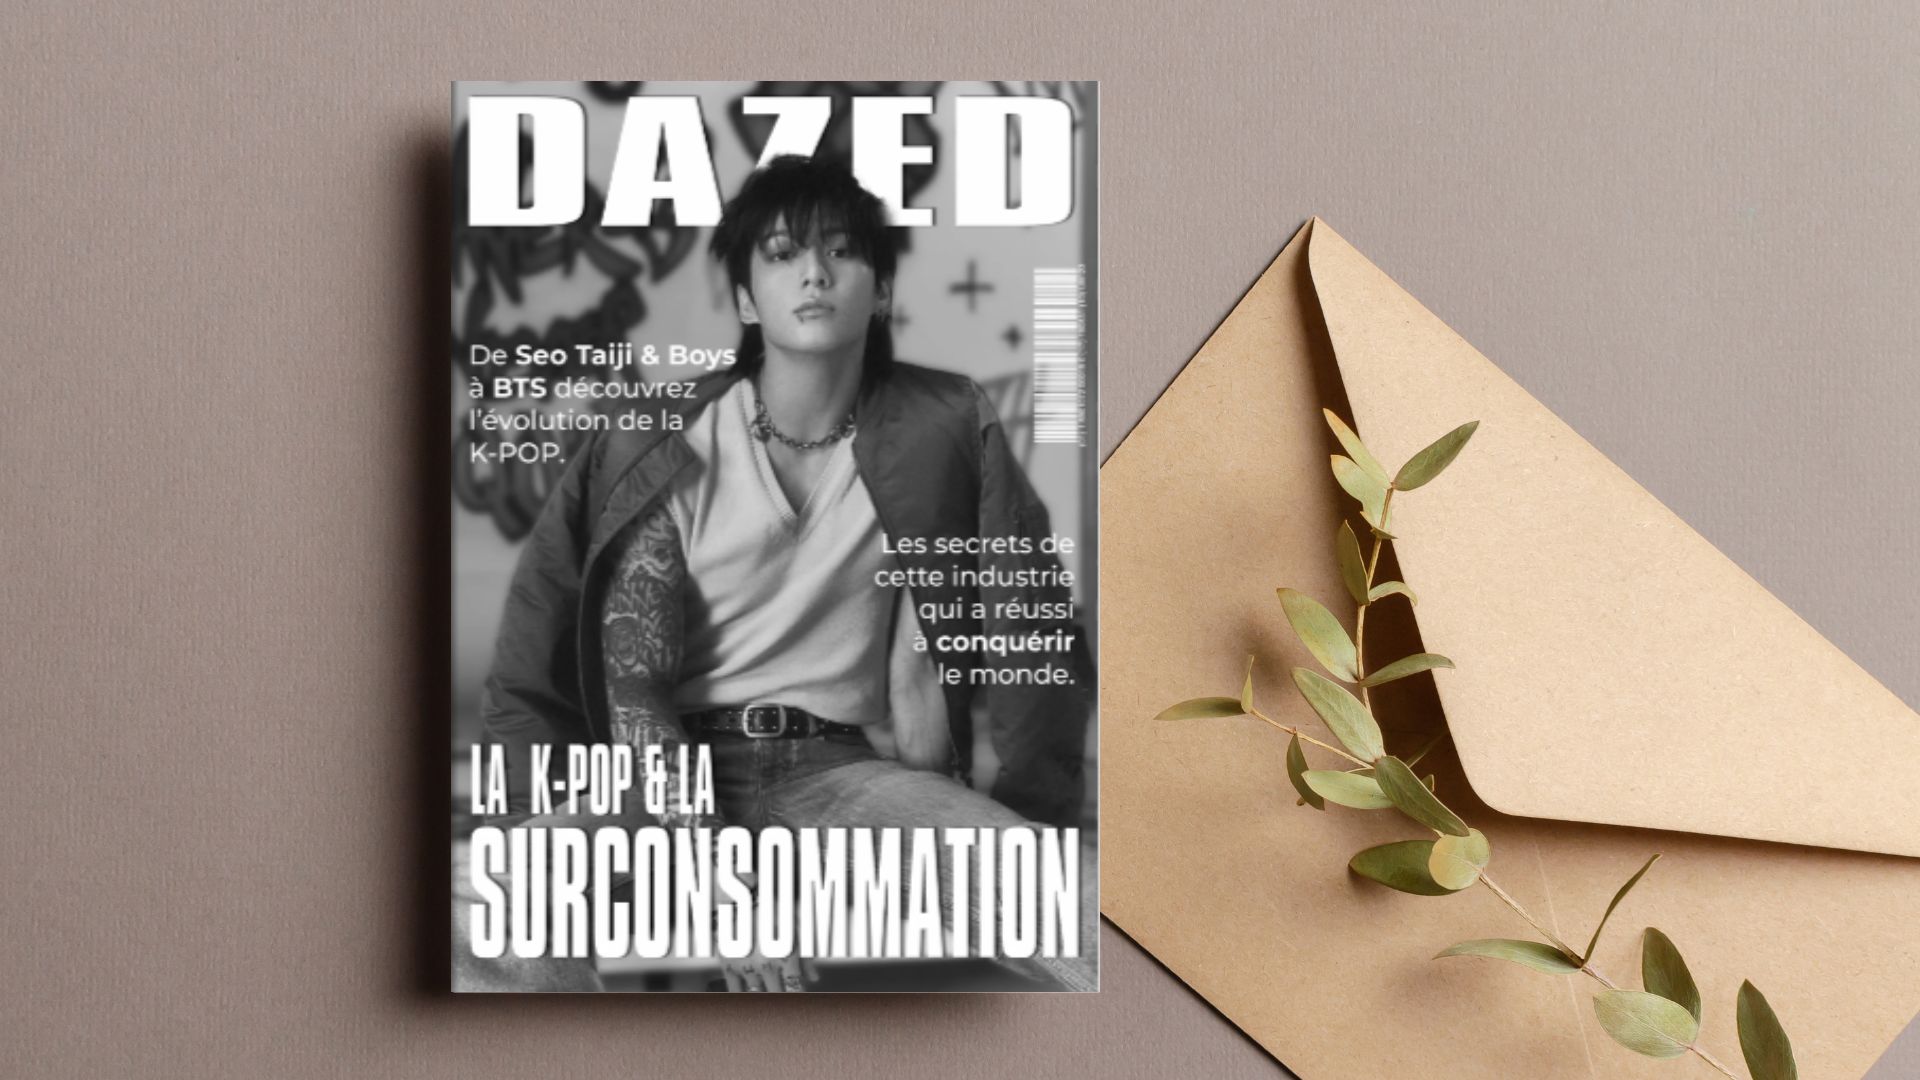 DAZED
De Seo Taiji & Boys
à BTS découvrez
l'évolution de la
K-POP.
Les secrets de
cette industrie
qui a réussi
à conquérir
le monde.
LA K-POP & LA
SURCONSOMMATION